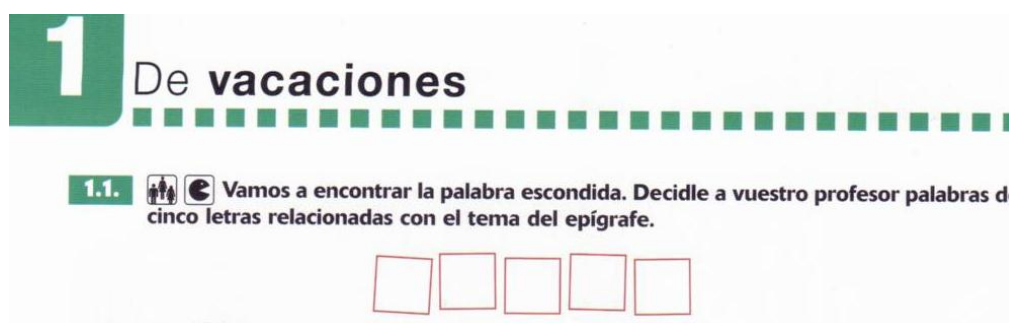 1
De vacaciones
1.1. Vamos a encontrar la palabra escondida. Decidle a vuestro profesor palabras
cinco letras relacionadas con el tema del epígrafe.